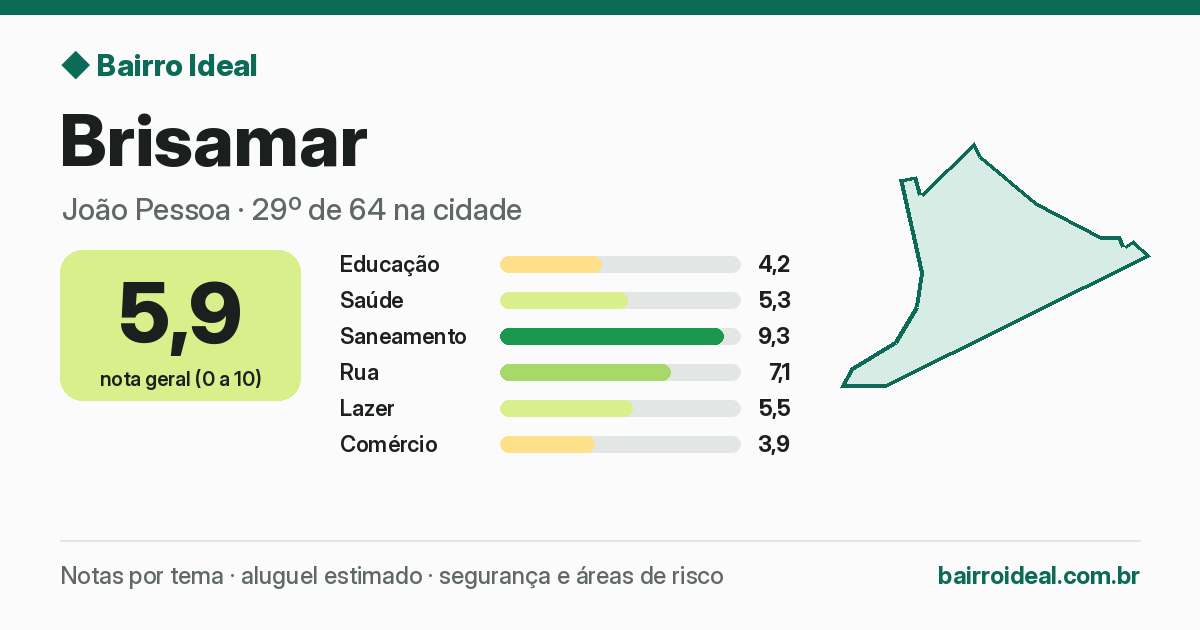 Bairro Ideal
Brisamar
João Pessoa · 29º de 64 na cidade
5,9
nota geral (0 a 10)
Educação 4,2
Saúde 5,3
Saneamento 9,3
Rua 7,1
Lazer 5,5
Comércio 3,9
Notas por tema · aluguel estimado · segurança e áreas de risco
bairroideal.com.br